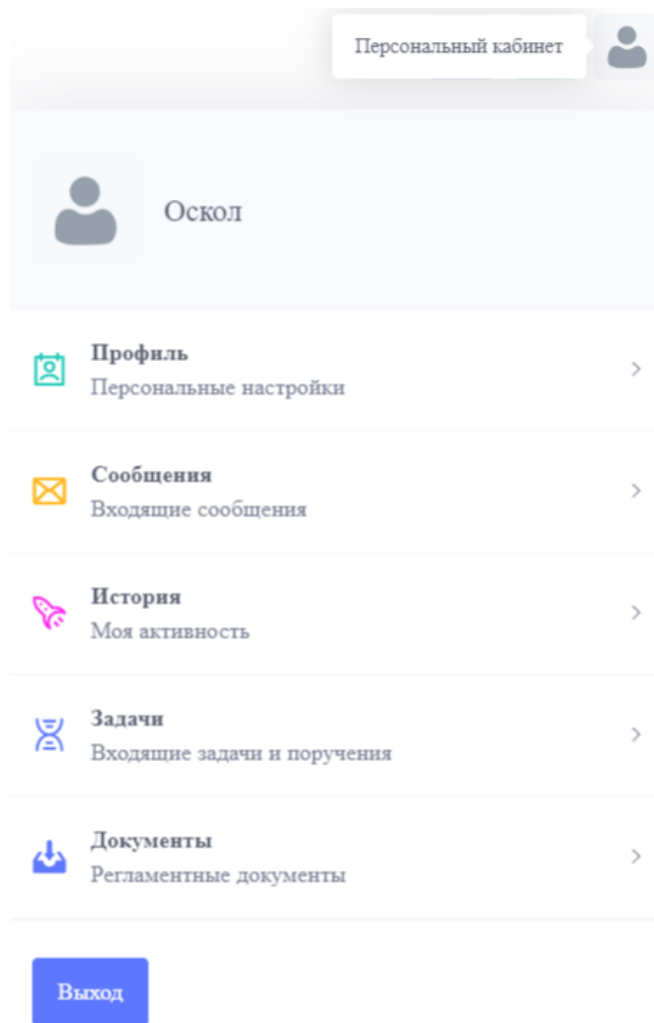 Персональный кабинет
Оскол
Профиль
Персональные настройки
Сообщения
Входящие сообщения
История
Моя активность
Задачи
Входящие задачи и поручения
Документы
Регламентные документы
Выход